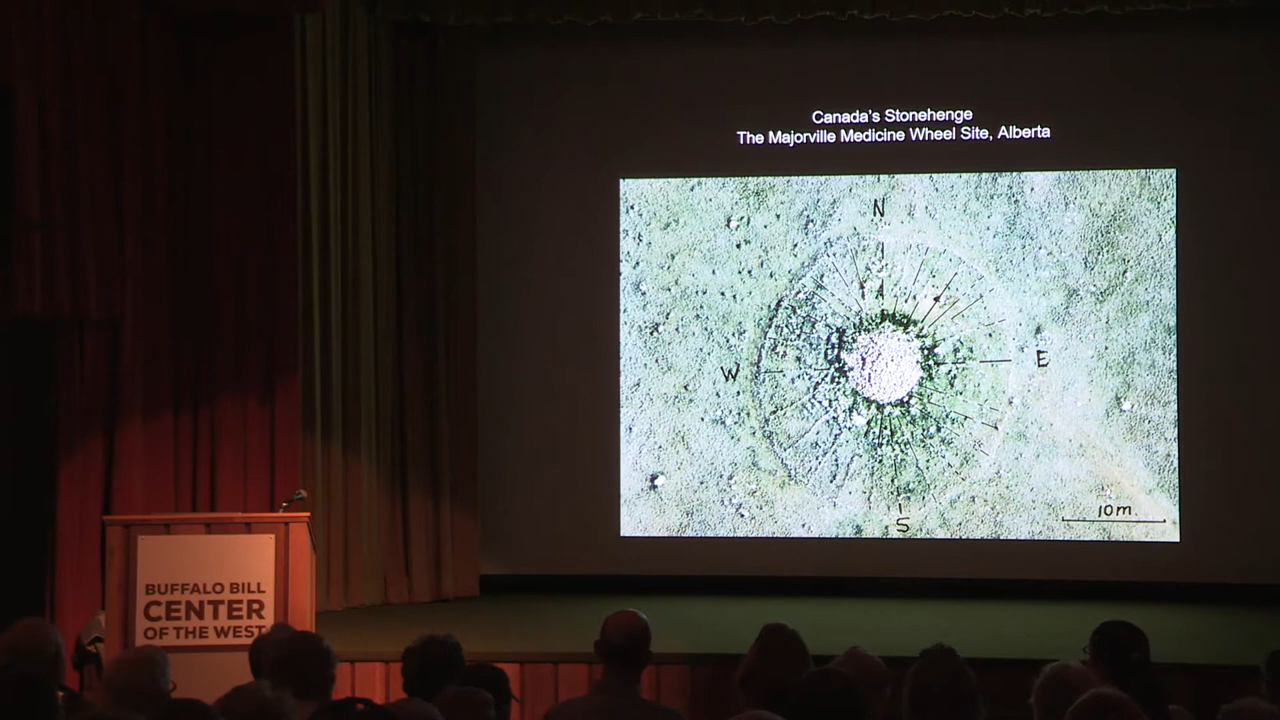 Canada's Stonehenge
The Majorville Medicine Wheel Site, Alberta
N
W
E
S
10m
BUFFALO BILL
CENTER
OF THE WEST